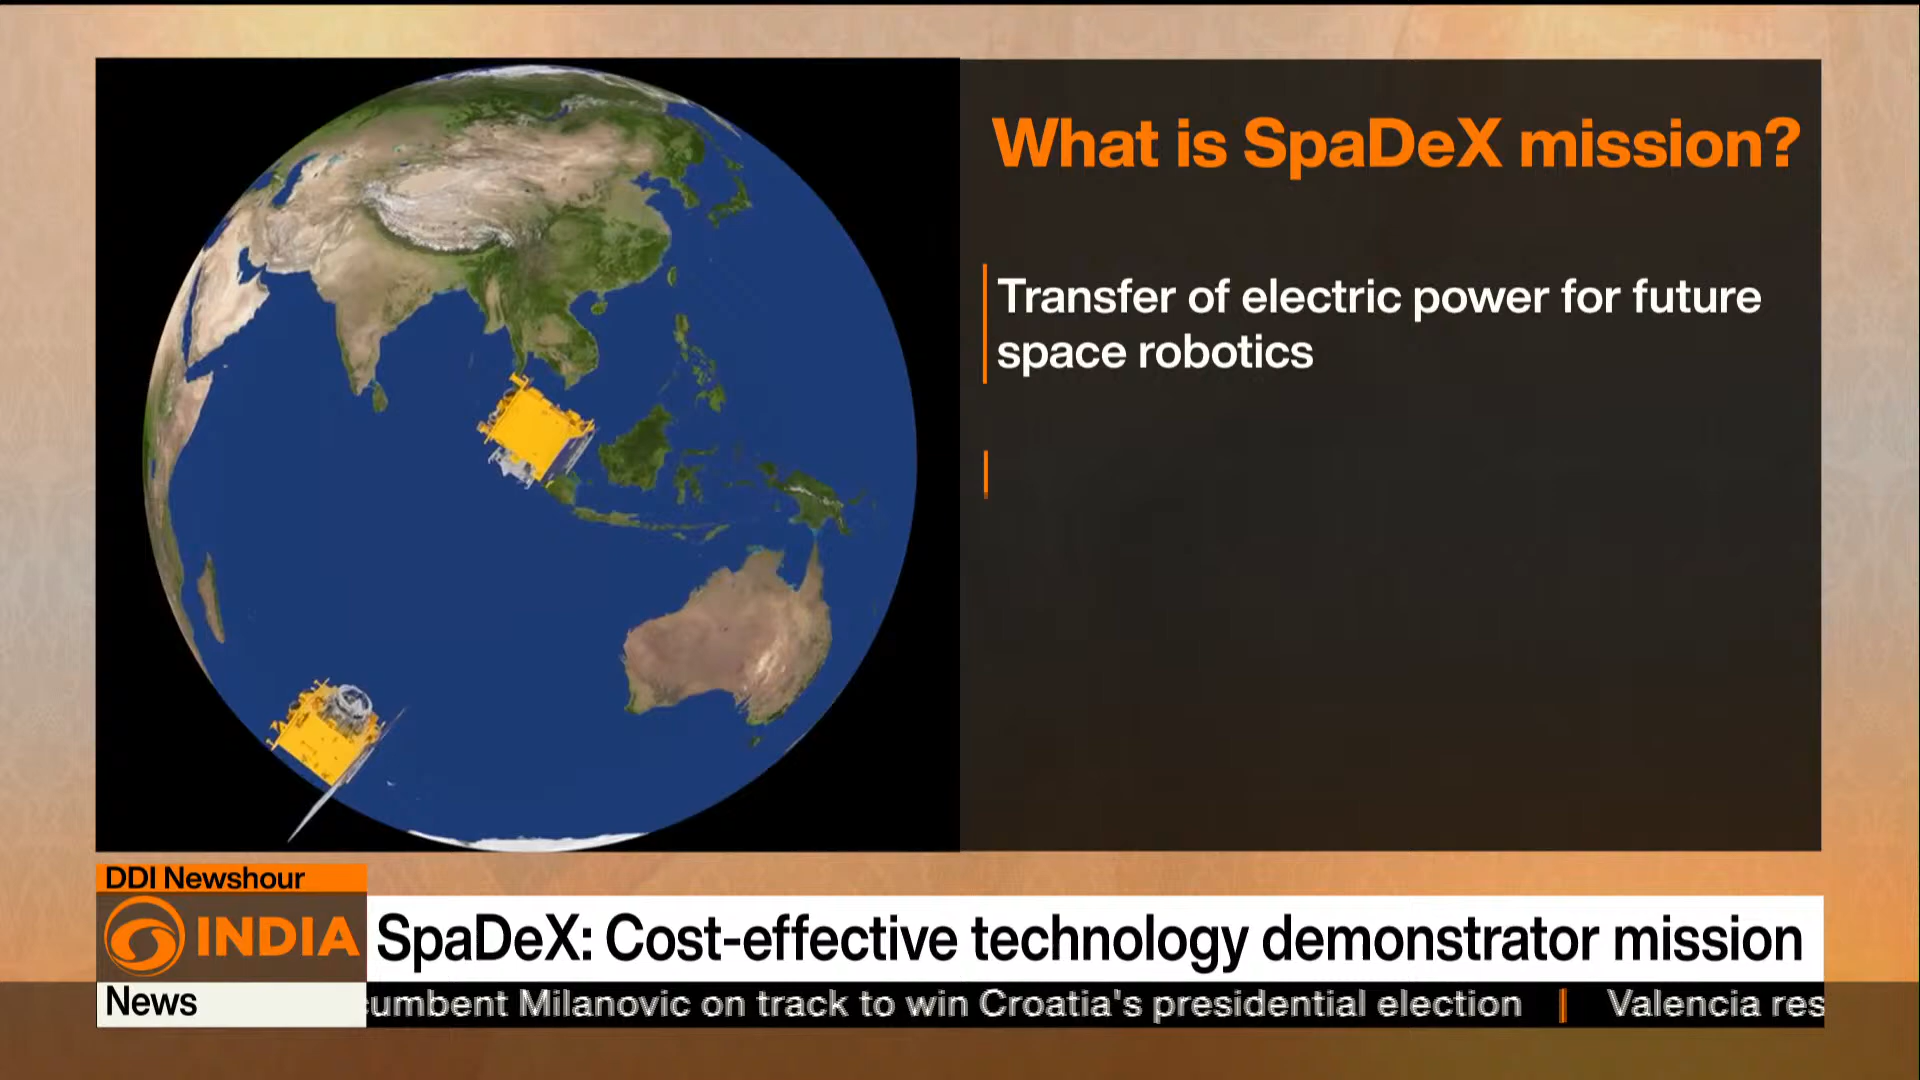 What is SpaDeX mission?
Transfer of electric power for future
space robotics
DDI Newshour
INDIA
SpaDeX: Cost-effective technology demonstrator mission
News
cumbent Milanovic on track to win Croatia's presidential election | Valencia res